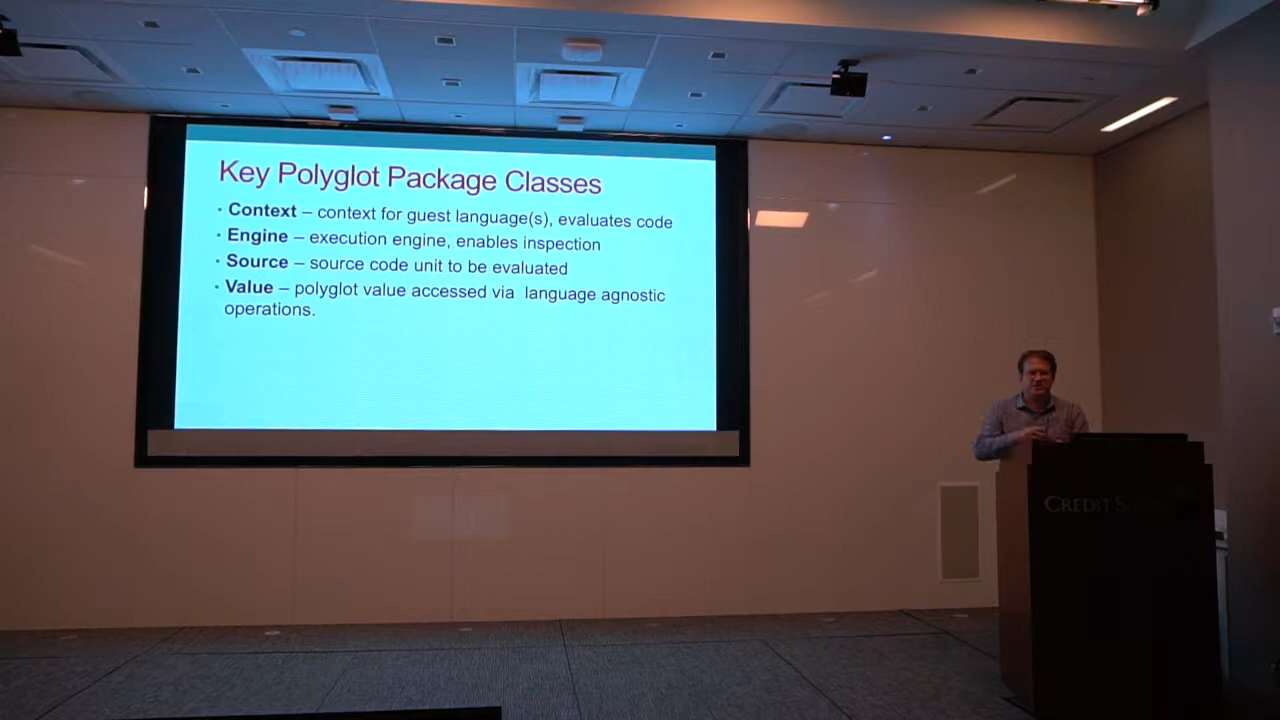 Key Polyglot Package Classes
· Context – context for guest language(s), evaluates code
· Engine – execution engine, enables inspection
· Source – source code unit to be evaluated
· Value – polyglot value accessed via language agnostic
operations.
CREDIT